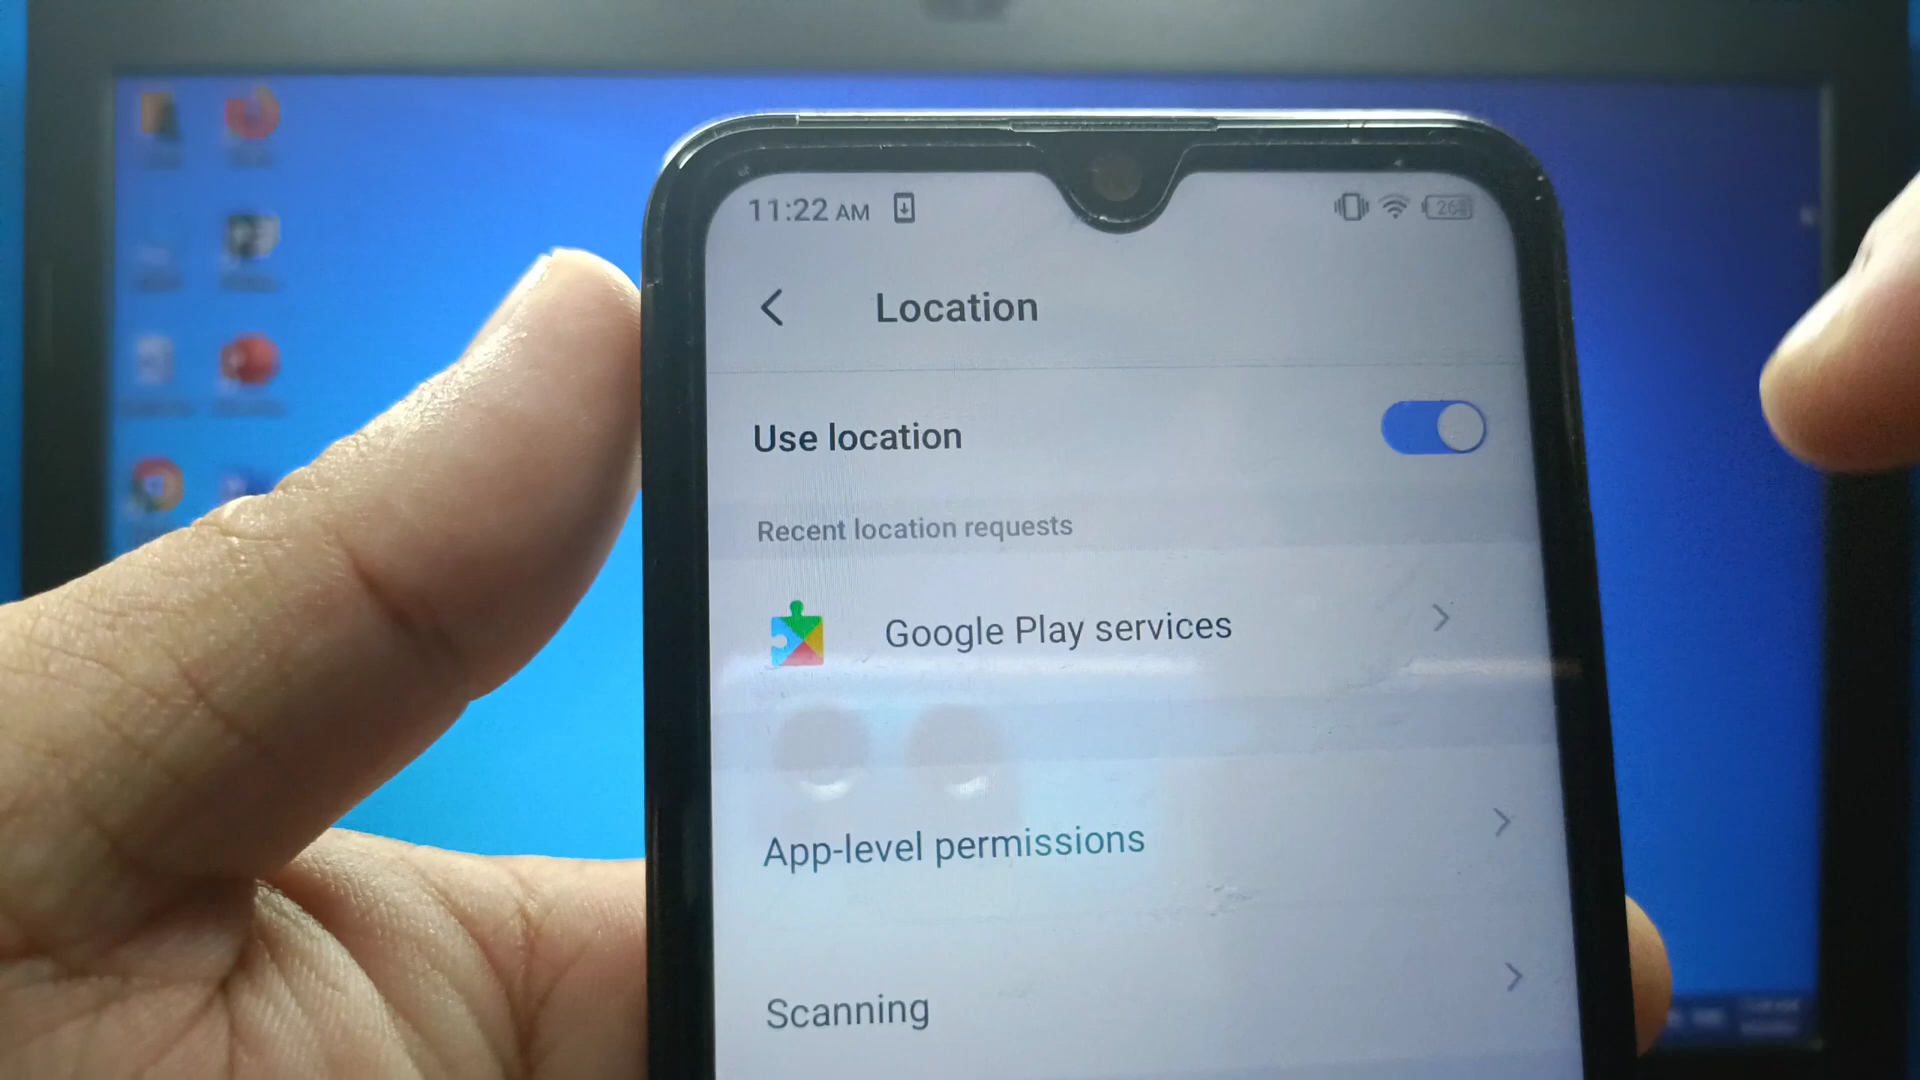 11:22 AM
Location
Use location
Recent location requests
Google Play services
App-level permissions
Scanning